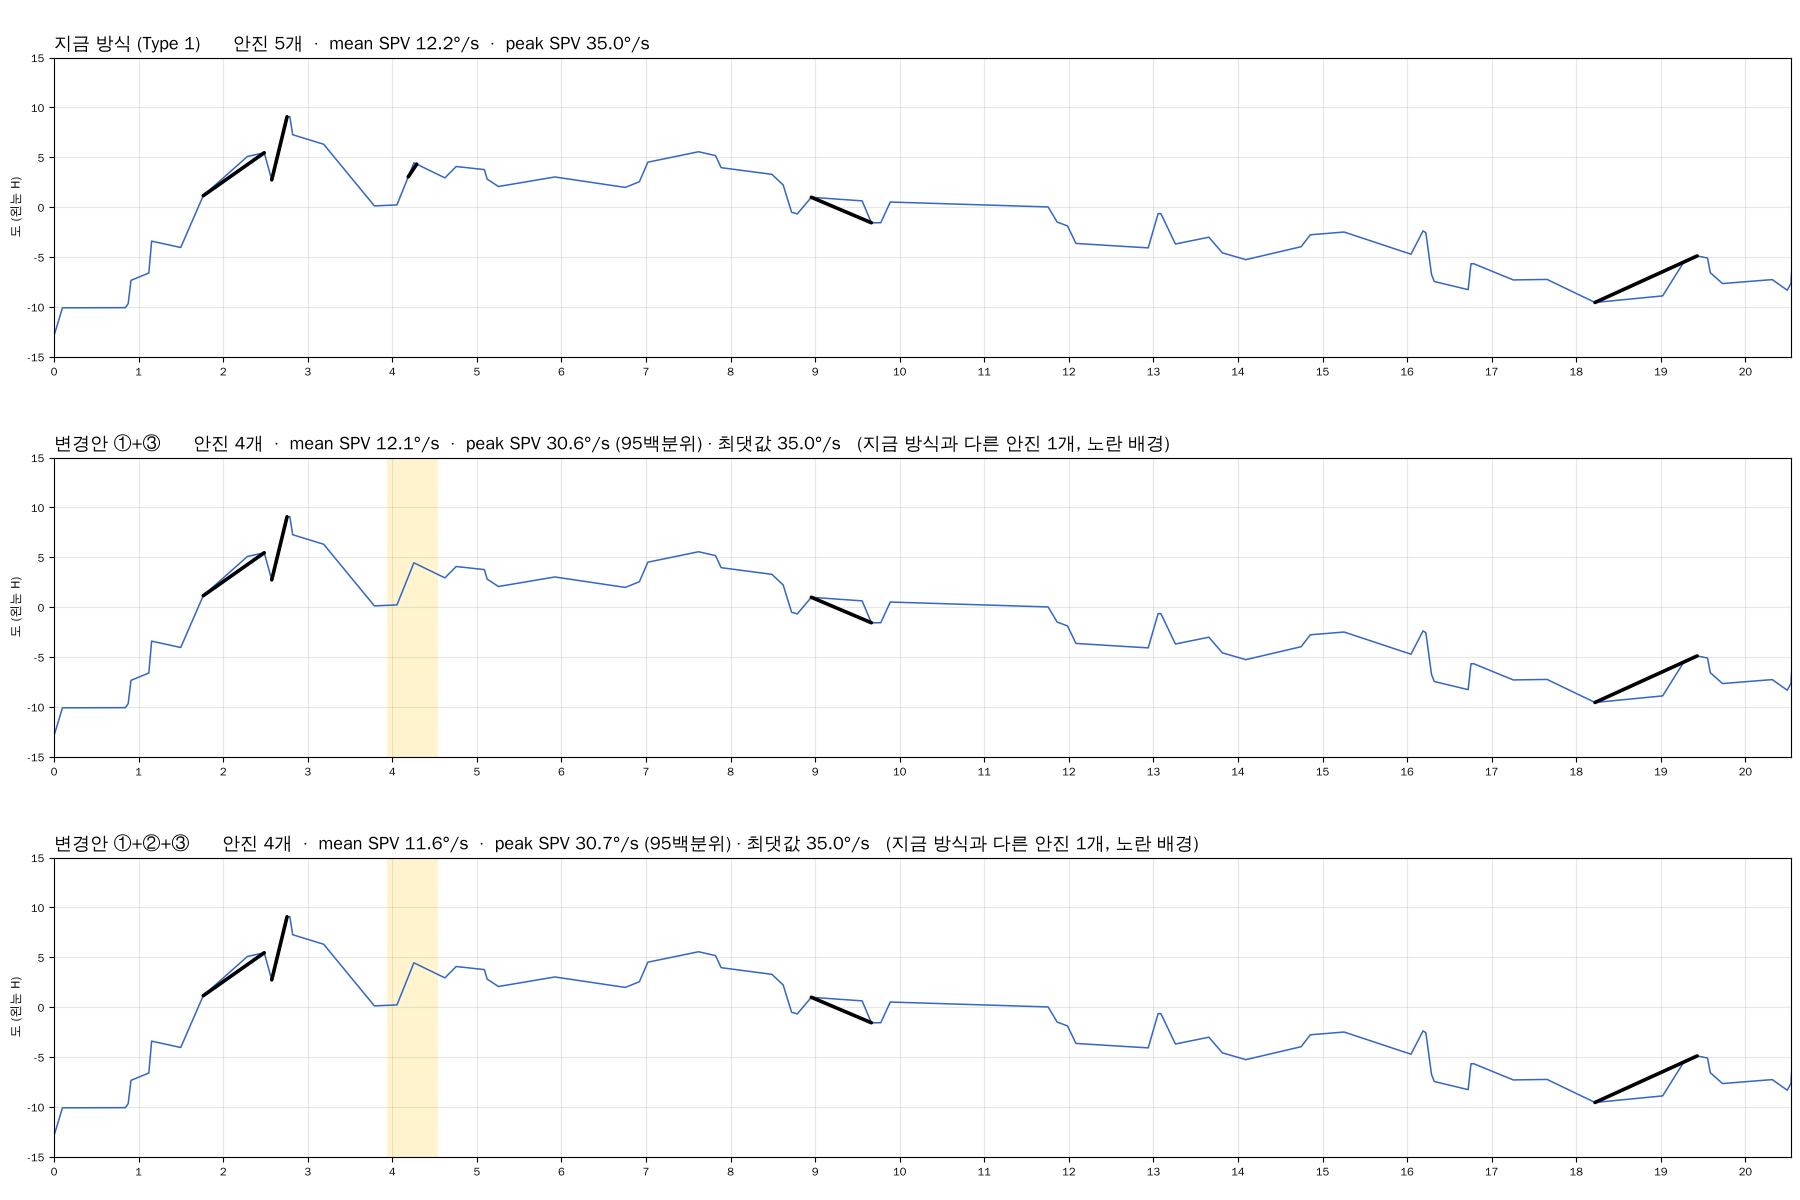 지금 방식 (Type 1) 안진 5개 · mean SPV 12.2°/s · peak SPV 35.0°/s
15
10
5
0
-5
-10
-15
도 (왼눈 H)
0 1 2 3 4 5 6 7 8 9 10 11 12 13 14 15 16 17 18 19 20
변경안 ①+③ 안진 4개 · mean SPV 12.1°/s · peak SPV 30.6°/s (95백분위) · 최댓값 35.0°/s (지금 방식과 다른 안진 1개, 노란 배경)
15
10
5
0
-5
-10
-15
도 (왼눈 H)
0 1 2 3 4 5 6 7 8 9 10 11 12 13 14 15 16 17 18 19 20
변경안 ①+②+③ 안진 4개 · mean SPV 11.6°/s · peak SPV 30.7°/s (95백분위) · 최댓값 35.0°/s (지금 방식과 다른 안진 1개, 노란 배경)
15
10
5
0
-5
-10
-15
도 (왼눈 H)
0 1 2 3 4 5 6 7 8 9 10 11 12 13 14 15 16 17 18 19 20